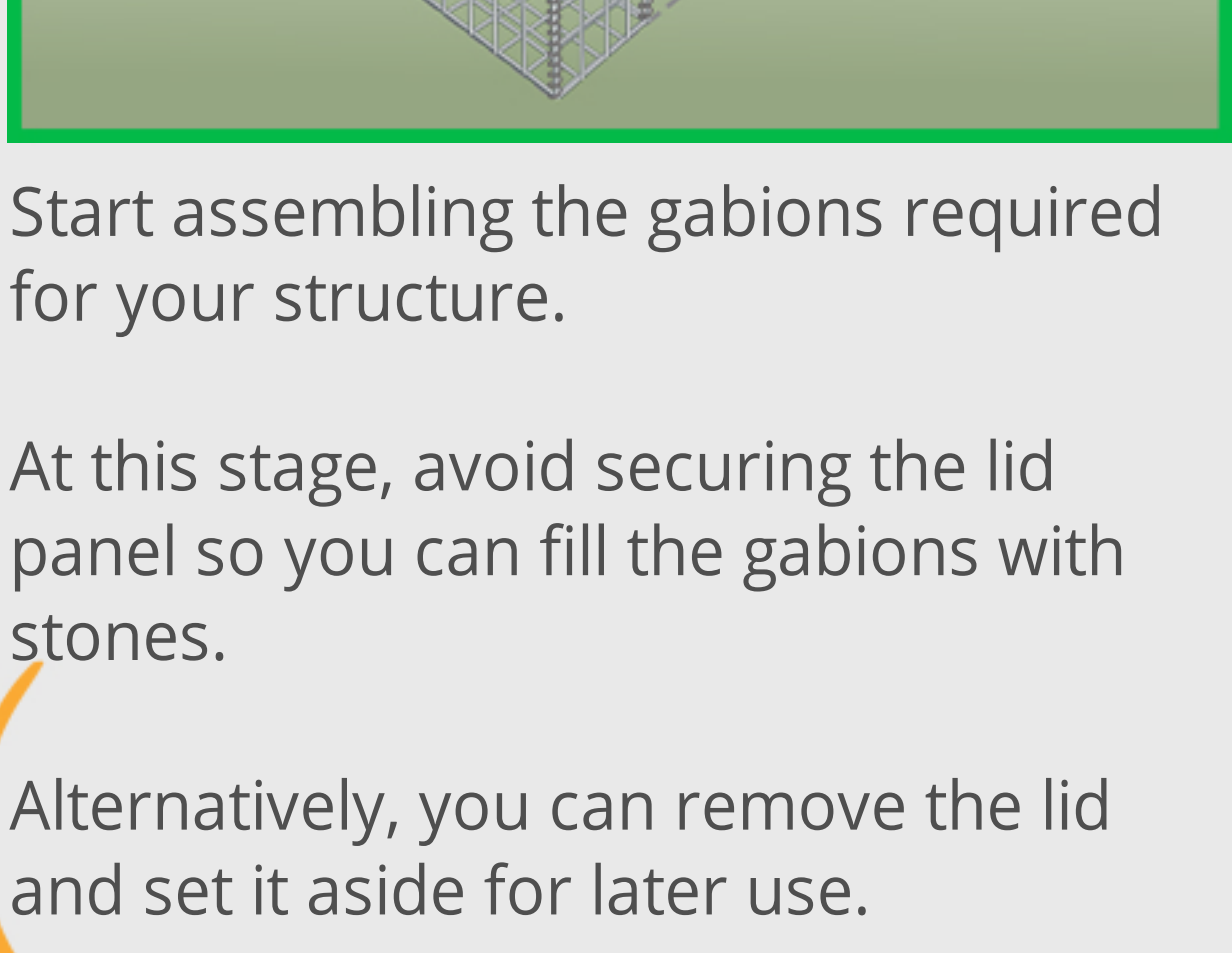 Start assembling the gabions required
for your structure.
At this stage, avoid securing the lid
panel so you can fill the gabions with
stones.
Alternatively, you can remove the lid
and set it aside for later use.